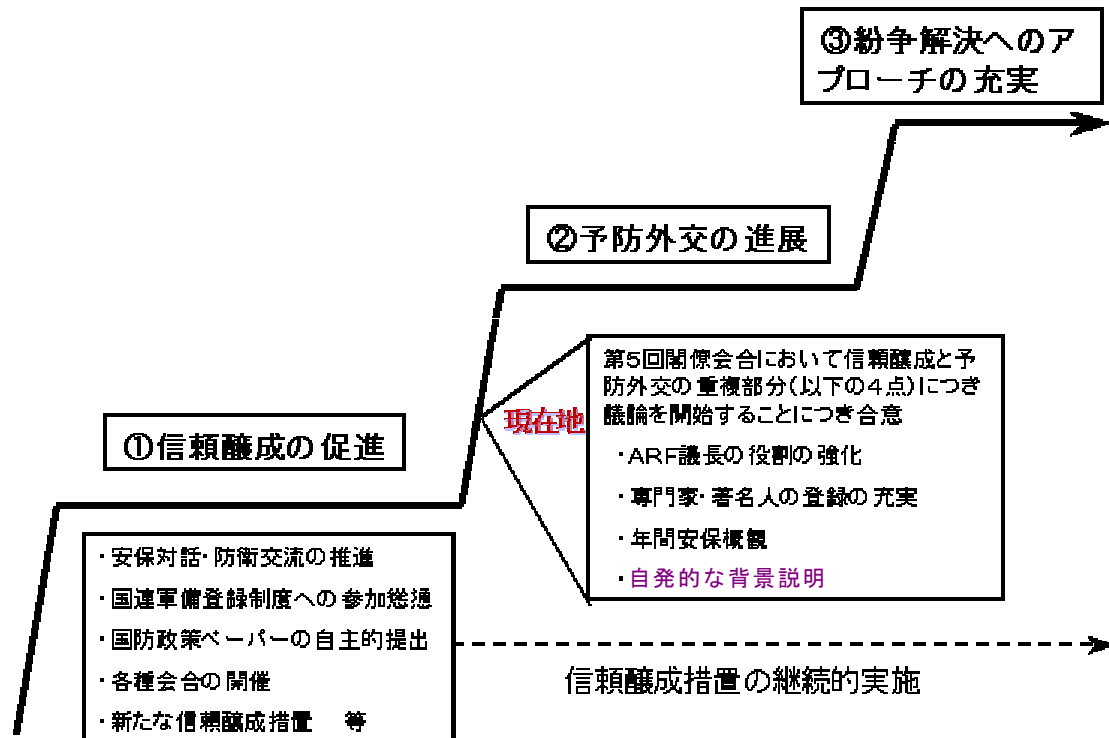 ③紛争解決へのア
プローチの充実
②予防外交の進展
第5回閣僚会合において信頼醸成と予
防外交の重複部分(以下の4点)につき
議論を開始することにつき合意
・ARF議長の役割の強化
・専門家・著名人の登録の充実
・年間安保概観
・自発的な背景説明
現在地
①信頼醸成の促進
・安保対話・防衛交流の推進
・国連軍備登録制度への参加慫慂
・国防政策ペーパーの自主的提出
・各種会合の開催
・新たな信頼醸成措置 等
信頼醸成措置の継続的実施